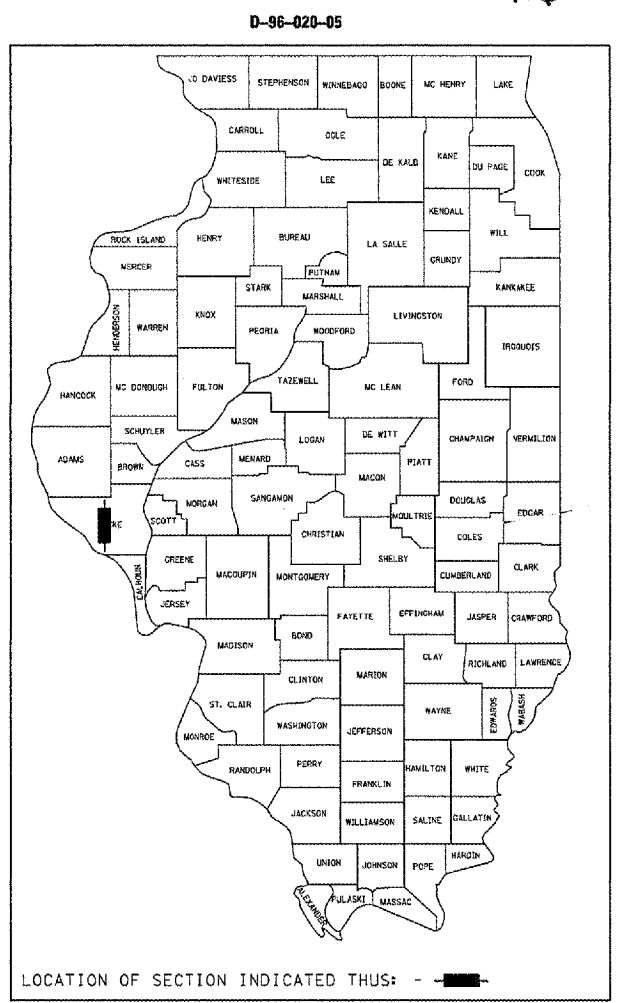 D-96-020-05
JO DAVIESS STEPHENSON WINNEBAGO BOONE MC HENRY LAKE
CARROLL OGLE
DE KALB KANE DU PAGE COOK
WHITESIDE LEE
KENDALL
ROCK ISLAND HENRY BUREAU LA SALLE WILL
MERCER PUTNAM GRUNDY
STARK MARSHALL KANKAKEE
HENDERSON WARREN KNOX PEORIA WOODFORD LIVINGSTON IROQUOIS
HANCOCK MC DONOUGH FULTON TAZEWELL MC LEAN FORD
MASON
SCHUYLER LOGAN DE WITT CHAMPAIGN VERMILION
ADAMS BROWN CASS MENARD MACON PIATT
MORGAN SANGAMON DOUGLAS EDGAR
KE SCOTT CHRISTIAN MOULTRIE COLES
CALHOUN GREENE MACOUPIN MONTGOMERY SHELBY CUMBERLAND CLARK
JERSEY FAYETTE EFFINGHAM JASPER CRAWFORD
MADISON BOND
CLINTON MARION CLAY RICHLAND LAWRENCE
ST. CLAIR WASHINGTON JEFFERSON WAYNE EDWARDS WABASH
MONROE
RANDOLPH PERRY FRANKLIN HAMILTON WHITE
JACKSON WILLIAMSON SALINE GALLATIN
UNION JOHNSON POPE HARDIN
ALEXANDER PULASKI MASSAC
LOCATION OF SECTION INDICATED THUS: -